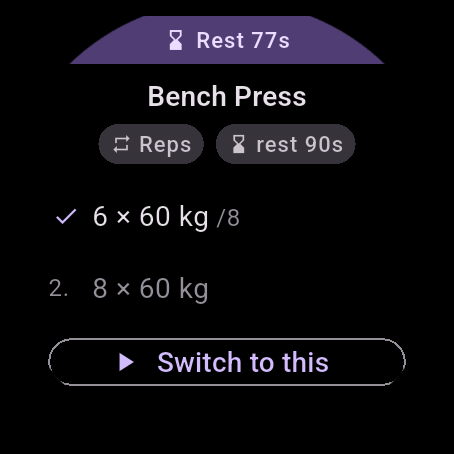 Rest 77s
Bench Press
Reps rest 90s
6 × 60 kg /8
2. 8 × 60 kg
Switch to this